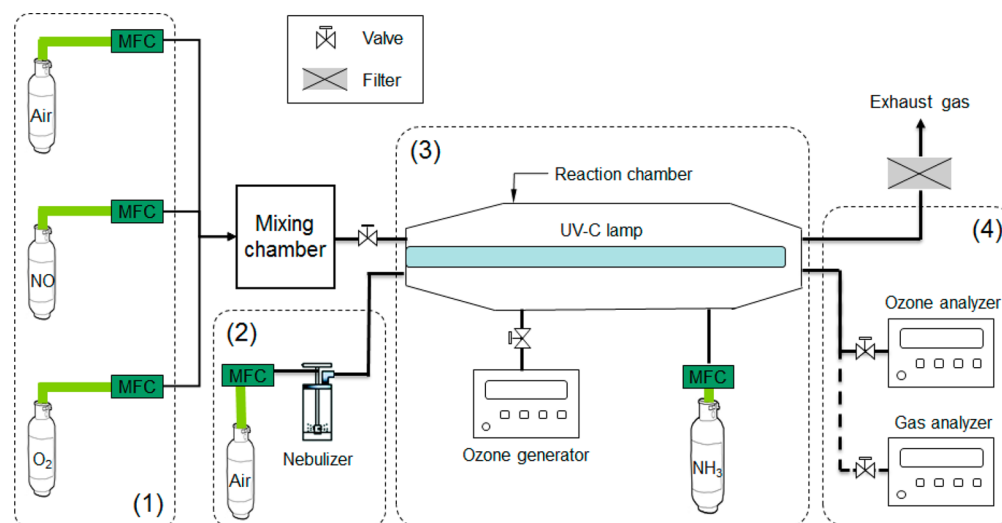 MFC
Air
MFC
NO
MFC
O2
(1)
Valve
Filter
Mixing
chamber
(2)
MFC
Air
Nebulizer
(3)
Reaction chamber
UV-C lamp
Ozone generator
MFC
NH3
Exhaust gas
(4)
Ozone analyzer
Gas analyzer